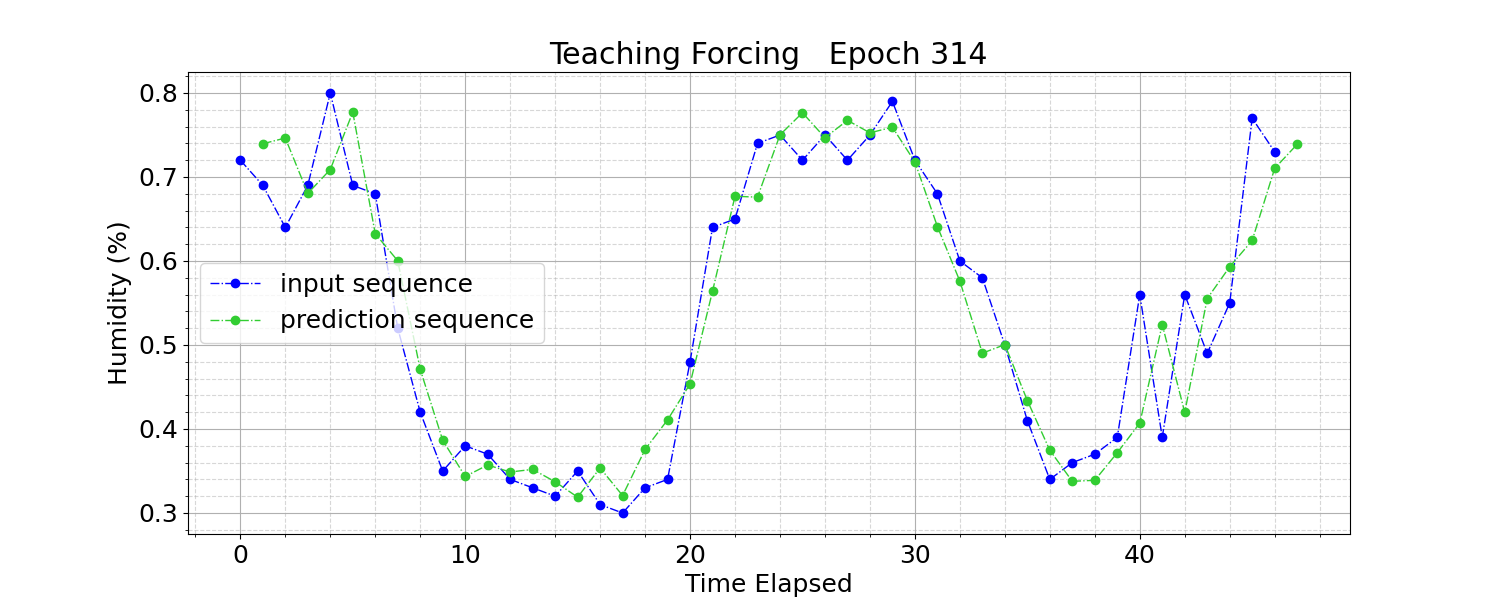 Teaching Forcing   Epoch 314
0.8
0.7
0.6
0.5
0.4
0.3
Humidity (%)
input sequence
prediction sequence
0 10 20 30 40
Time Elapsed